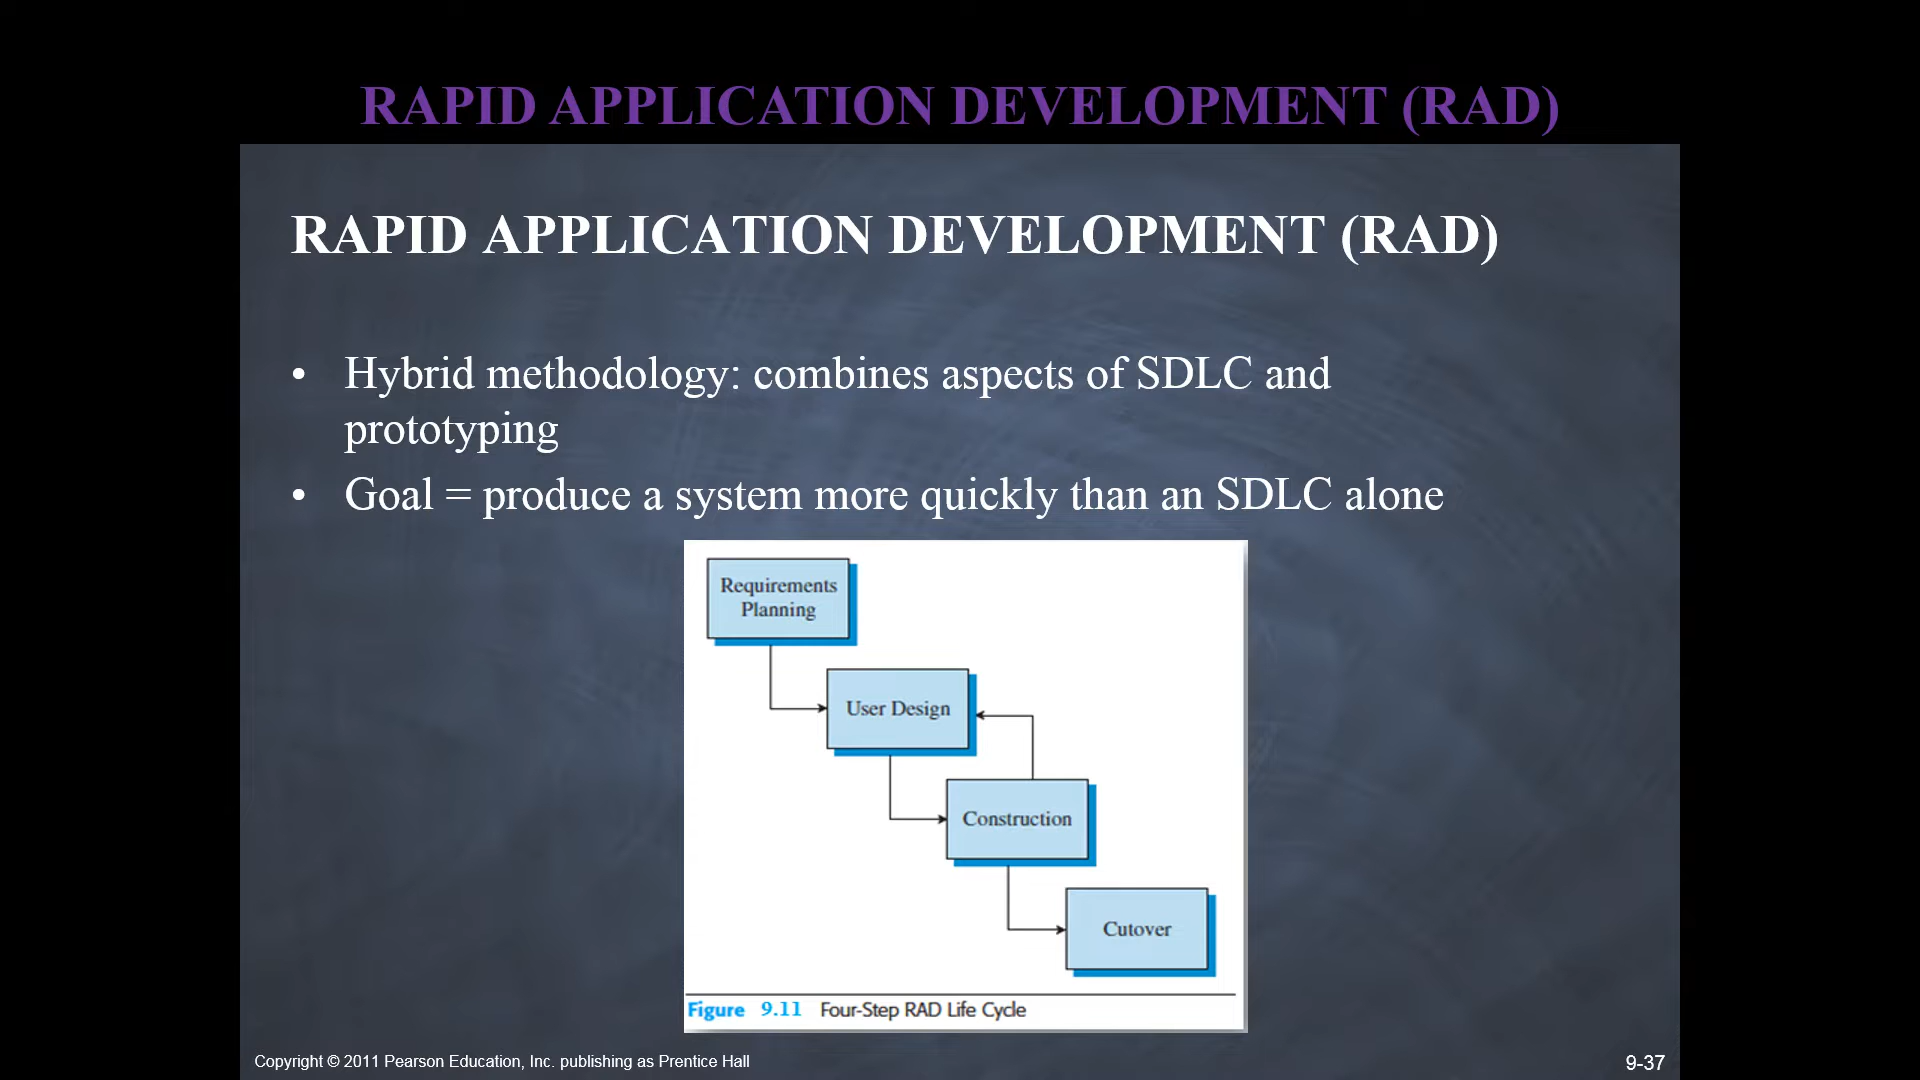 RAPID APPLICATION DEVELOPMENT (RAD)
RAPID APPLICATION DEVELOPMENT (RAD)
• Hybrid methodology: combines aspects of SDLC and
prototyping
• Goal = produce a system more quickly than an SDLC alone
Requirements
Planning
User Design
Construction
Cutover
Figure 9.11 Four-Step RAD Life Cycle
Copyright © 2011 Pearson Education, Inc. publishing as Prentice Hall
9-37